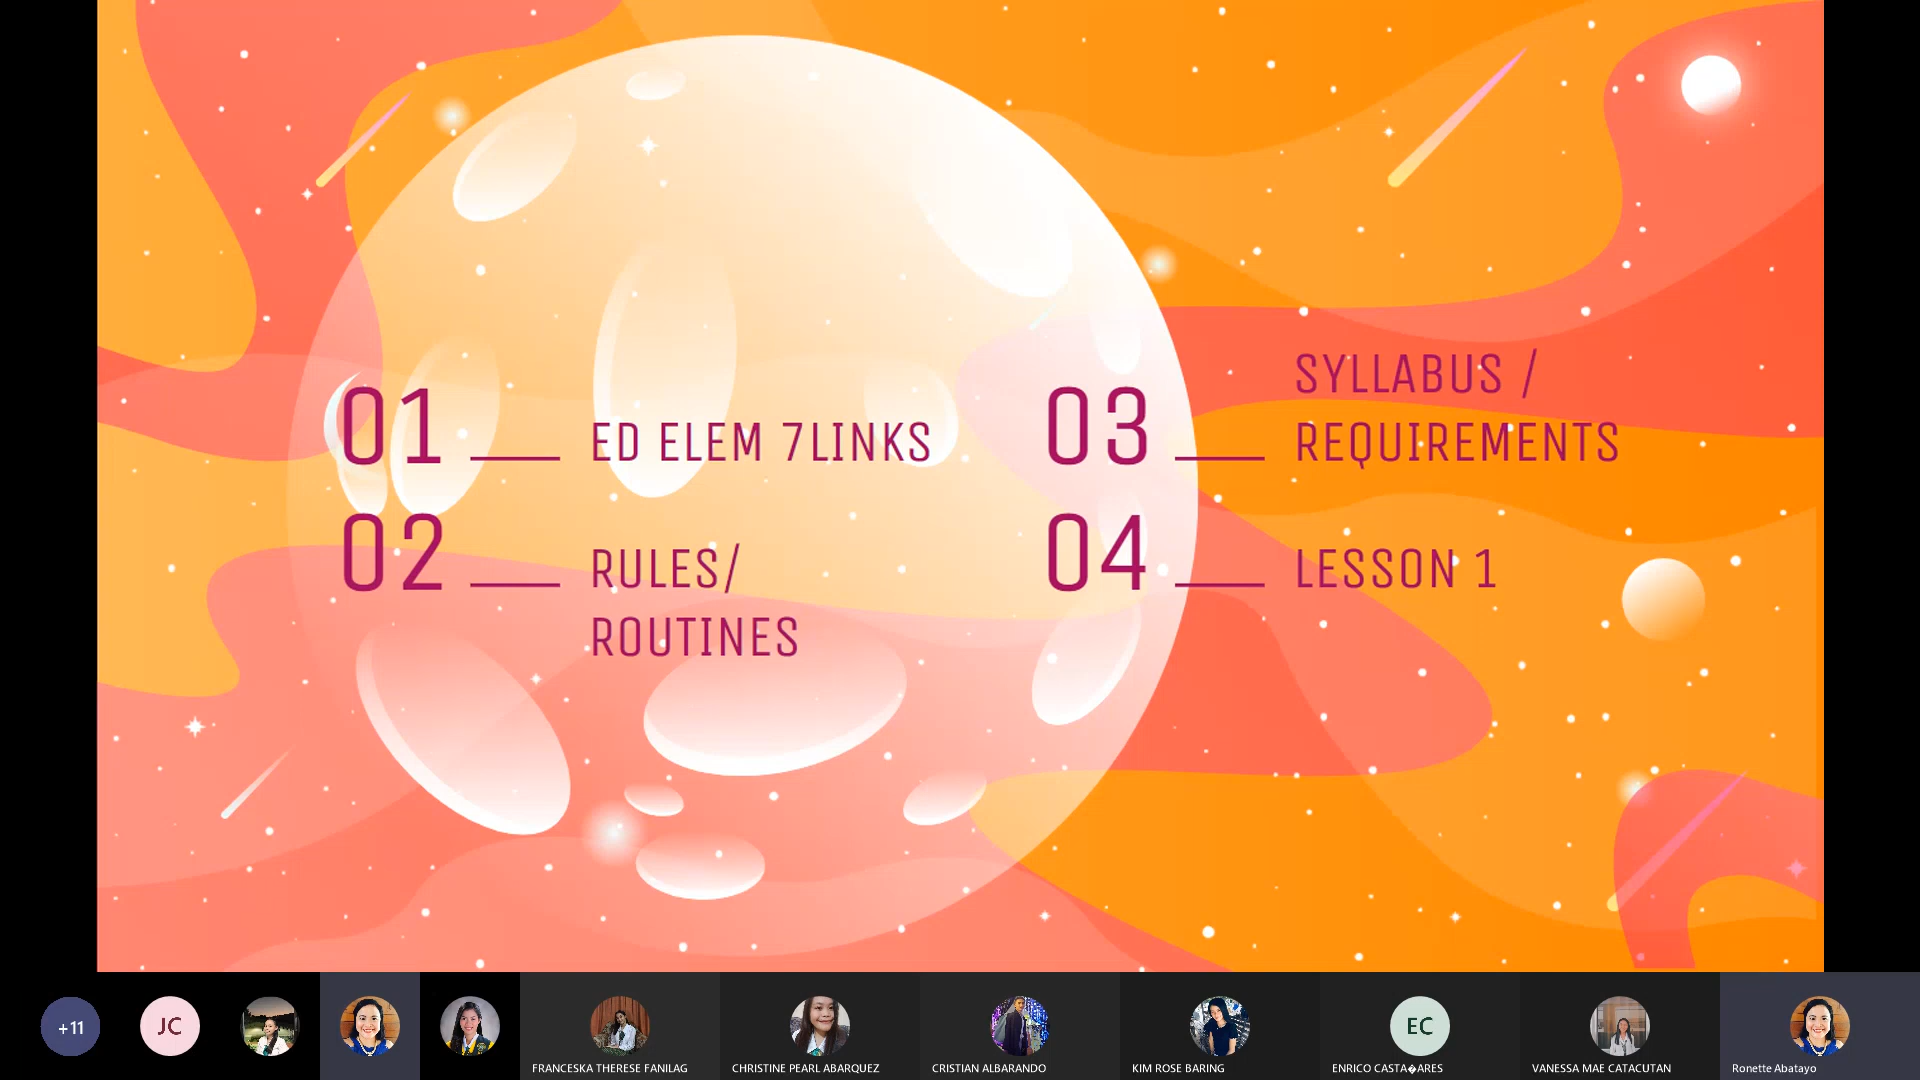 01
ED ELEM 7LINKS
02
RULES/
ROUTINES
03
SYLLABUS /
REQUIREMENTS
04
LESSON 1
+11
JC
EC
FRANCESKA THERESE FANILAG
CHRISTINE PEARL ABARQUEZ
CRISTIAN ALBARANDO
KIM ROSE BARING
ENRICO CASTA�ARES
VANESSA MAE CATACUTAN
Ronette Abatayo